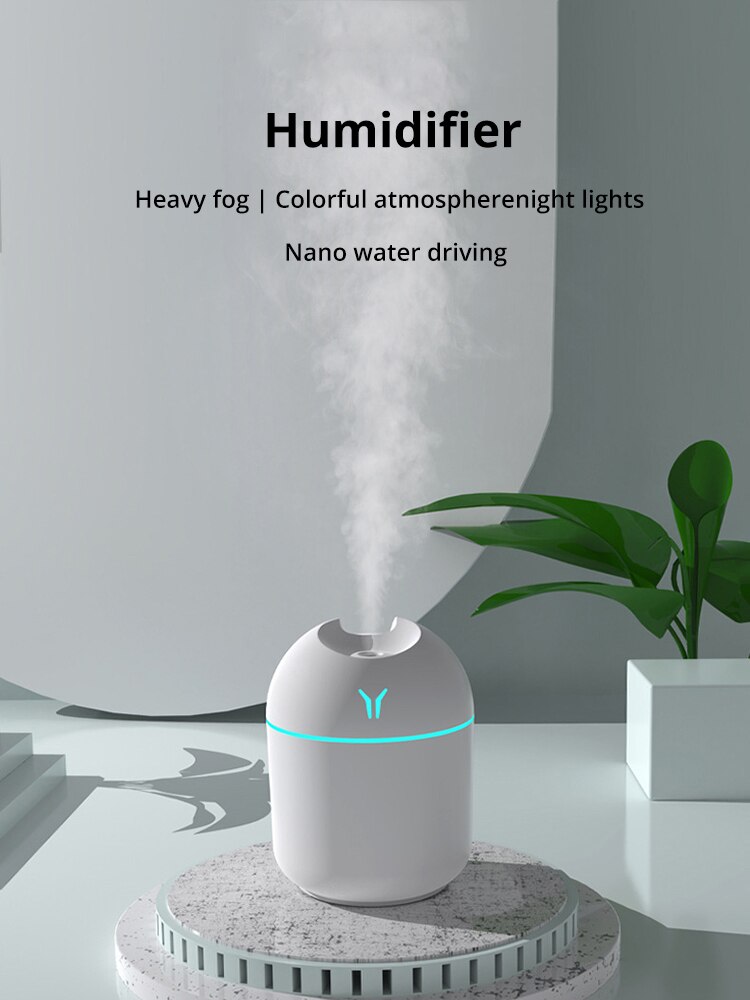 Humidifier
Heavy fog | Colorful atmospherenight lights
Nano water driving